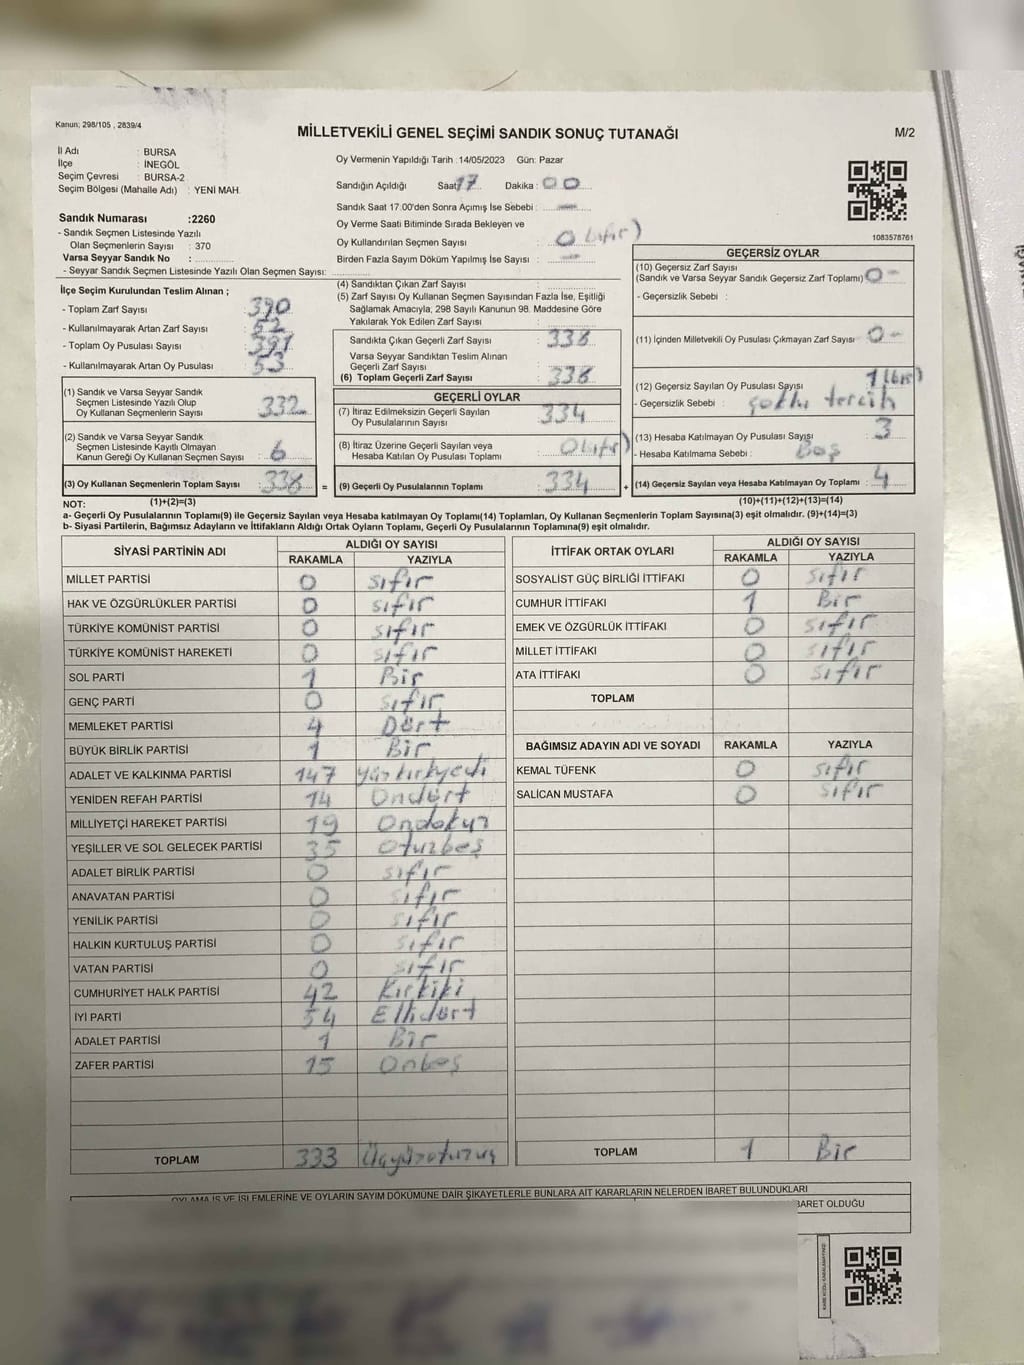 Kanun; 298/105 , 2839/4
MİLLETVEKİLİ GENEL SEÇİMİ SANDIK SONUÇ TUTANAĞI
M/2
İl Adı : BURSA
İlçe : İNEGÖL
Seçim Çevresi : BURSA-2
Seçim Bölgesi (Mahalle Adı) : YENİ MAH.
Sandık Numarası :2260
- Sandık Seçmen Listesinde Yazılı
Olan Seçmenlerin Sayısı : 370
Varsa Seyyar Sandık No :
- Seyyar Sandık Seçmen Listesinde Yazılı Olan Seçmen Sayısı:
Oy Vermenin Yapıldığı Tarih :14/05/2023 Gün: Pazar
Sandığın Açıldığı Saat 17 Dakika : 00
Sandık Saat 17.00'den Sonra Açımış İse Sebebi : —
Oy Verme Saati Bitiminde Sırada Bekleyen ve
Oy Kullandırılan Seçmen Sayısı : 0 (sıfır)
Birden Fazla Sayım Döküm Yapılmış İse Sayısı : —
1083578761
İlçe Seçim Kurulundan Teslim Alınan ;
- Toplam Zarf Sayısı : 390
- Kullanılmayarak Artan Zarf Sayısı : 52
- Toplam Oy Pusulası Sayısı : 391
- Kullanılmayarak Artan Oy Pusulası : 53
(1) Sandık ve Varsa Seyyar Sandık
Seçmen Listesinde Yazılı Olup
Oy Kullanan Seçmenlerin Sayısı : 332
(2) Sandık ve Varsa Seyyar Sandık
Seçmen Listesinde Kayıtlı Olmayan
Kanun Gereği Oy Kullanan Seçmen Sayısı : 6
(3) Oy Kullanan Seçmenlerin Toplam Sayısı : 338 =
(1)+(2)=(3)
(4) Sandıktan Çıkan Zarf Sayısı :
(5) Zarf Sayısı Oy Kullanan Seçmen Sayısından Fazla İse, Eşitliği
Sağlamak Amacıyla; 298 Sayılı Kanunun 98. Maddesine Göre
Yakılarak Yok Edilen Zarf Sayısı :
Sandıkta Çıkan Geçerli Zarf Sayısı : 338
Varsa Seyyar Sandıktan Teslim Alınan
Geçerli Zarf Sayısı :
(6) Toplam Geçerli Zarf Sayısı : 338
GEÇERLİ OYLAR
(7) İtiraz Edilmeksizin Geçerli Sayılan
Oy Pusulalarının Sayısı : 334
(8) İtiraz Üzerine Geçerli Sayılan veya
Hesaba Katılan Oy Pusulası Toplamı : 0 (sıfır)
(9) Geçerli Oy Pusulalarının Toplamı : 334 +
GEÇERSİZ OYLAR
(10) Geçersiz Zarf Sayısı
(Sandık ve Varsa Seyyar Sandık Geçersiz Zarf Toplamı) : 0 -
- Geçersizlik Sebebi :
(11) İçinden Milletvekili Oy Pusulası Çıkmayan Zarf Sayısı : 0 -
(12) Geçersiz Sayılan Oy Pusulası Sayısı : 1 (bir)
- Geçersizlik Sebebi : çoklu tercih
(13) Hesaba Katılmayan Oy Pusulası Sayısı : 3
- Hesaba Katılmama Sebebi : Boş
(14) Geçersiz Sayılan veya Hesaba Katılmayan Oy Toplamı : 4
(10)+(11)+(12)+(13)=(14)
NOT:
a- Geçerli Oy Pusulalarının Toplamı(9) ile Geçersiz Sayılan veya Hesaba katılmayan Oy Toplamı(14) Toplamları, Oy Kullanan Seçmenlerin Toplam Sayısına(3) eşit olmalıdır. (9)+(14)=(3)
b- Siyasi Partilerin, Bağımsız Adayların ve İttifakların Aldığı Ortak Oyların Toplamı, Geçerli Oy Pusulalarının Toplamına(9) eşit olmalıdır.
SİYASİ PARTİNİN ADI ALDIĞI OY SAYISI
RAKAMLA YAZIYLA
MİLLET PARTİSİ 0 sıfır
HAK VE ÖZGÜRLÜKLER PARTİSİ 0 sıfır
TÜRKİYE KOMÜNİST PARTİSİ 0 sıfır
TÜRKİYE KOMÜNİST HAREKETİ 0 sıfır
SOL PARTİ 1 Bir
GENÇ PARTİ 0 sıfır
MEMLEKET PARTİSİ 4 Dört
BÜYÜK BİRLİK PARTİSİ 1 Bir
ADALET VE KALKINMA PARTİSİ 147 yüzkırkyedi
YENİDEN REFAH PARTİSİ 14 Ondört
MİLLİYETÇİ HAREKET PARTİSİ 19 Ondokuz
YEŞİLLER VE SOL GELECEK PARTİSİ 35 Otuzbeş
ADALET BİRLİK PARTİSİ 0 sıfır
ANAVATAN PARTİSİ 0 sıfır
YENİLİK PARTİSİ 0 sıfır
HALKIN KURTULUŞ PARTİSİ 0 sıfır
VATAN PARTİSİ 0 sıfır
CUMHURİYET HALK PARTİSİ 42 Kırkiki
İYİ PARTİ 54 Ellidört
ADALET PARTİSİ 1 Bir
ZAFER PARTİSİ 15 Onbeş
TOPLAM 333 Üçyüzotuzüç
İTTİFAK ORTAK OYLARI ALDIĞI OY SAYISI
RAKAMLA YAZIYLA
SOSYALİST GÜÇ BİRLİĞİ İTTİFAKI 0 sıfır
CUMHUR İTTİFAKI 1 Bir
EMEK VE ÖZGÜRLÜK İTTİFAKI 0 sıfır
MİLLET İTTİFAKI 0 sıfır
ATA İTTİFAKI 0 sıfır
TOPLAM
BAĞIMSIZ ADAYIN ADI VE SOYADI RAKAMLA YAZIYLA
KEMAL TÜFENK 0 sıfır
SALİCAN MUSTAFA 0 sıfır
TOPLAM 1 Bir
OYLAMA İŞ VE İŞLEMLERİNE VE OYLARIN SAYIM DÖKÜMÜNE DAİR ŞİKAYETLERLE BUNLARA AİT KARARLARIN NELERDEN İBARET BULUNDUKLARI
BARET OLDUĞU